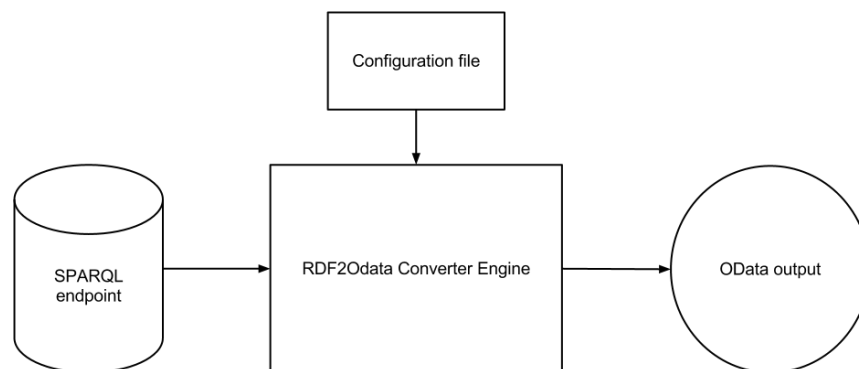 Configuration file
SPARQL
endpoint
RDF2Odata Converter Engine
OData output